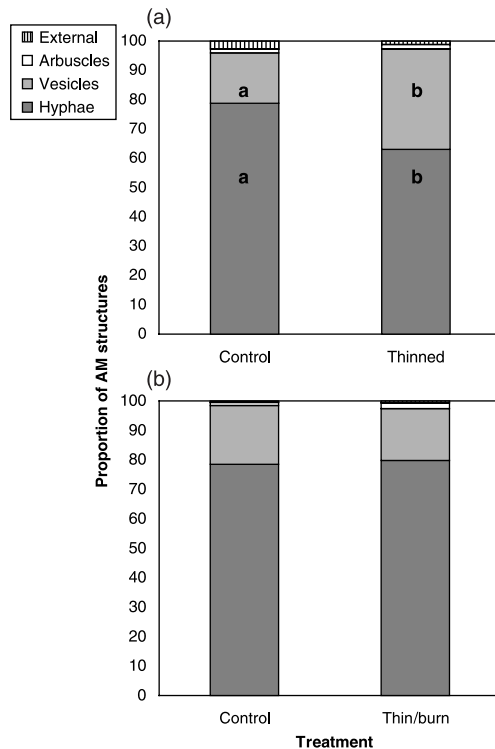 External
Arbuscles
Vesicles
Hyphae
(a)
100
90
80
70
60
50
40
30
20
10
0
a
b
a
b
Control Thinned
(b)
100
90
80
70
60
50
40
30
20
10
0
Control Thin/burn
Proportion of AM structures
Treatment